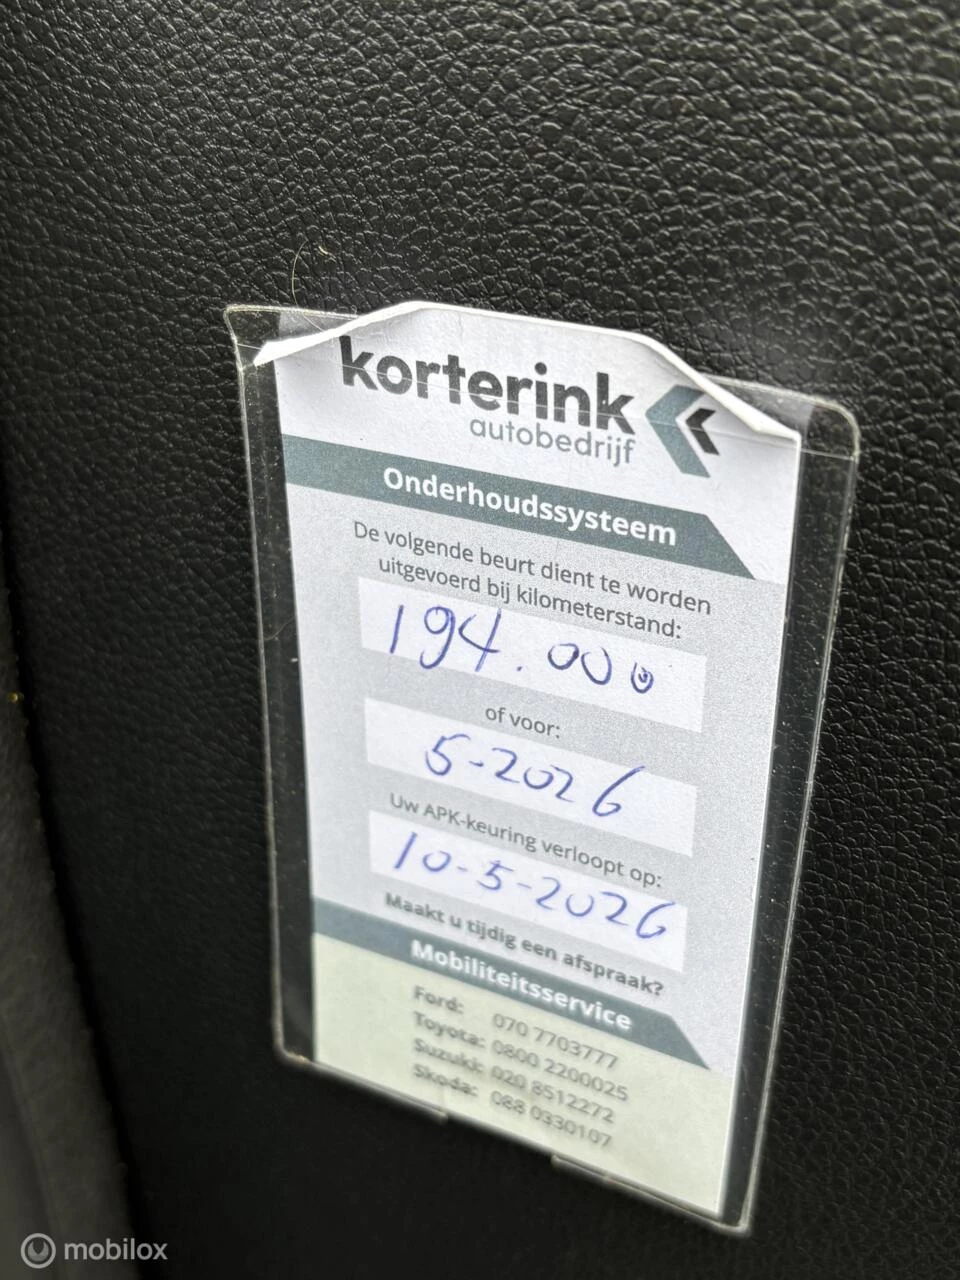 korterink
autobedrijf
Onderhoudssysteem
De volgende beurt dient te worden
uitgevoerd bij kilometerstand:
194.000
of voor:
5-2026
Uw APK-keuring verloopt op:
10-5-2026
Maakt u tijdig een afspraak?
Mobiliteitsservice
Ford: 070 7703777
Toyota: 0800 2200025
Suzuki: 020 8512272
Skoda: 088 0330107
mobilox